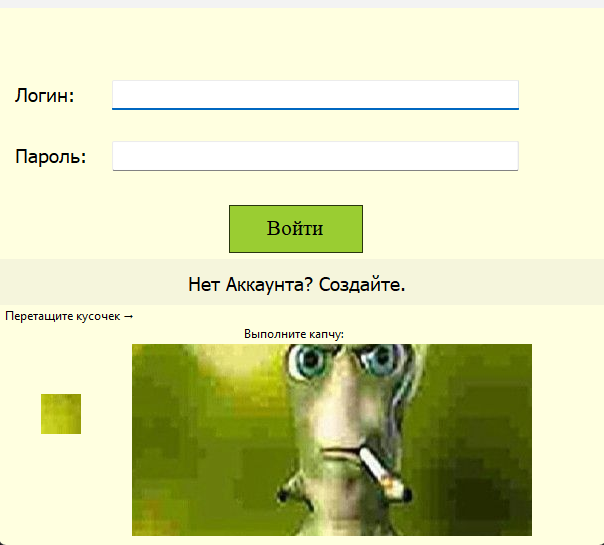 Логин:
Пароль:
Войти
Нет Аккаунта? Создайте.
Перетащите кусочек →
Выполните капчу: